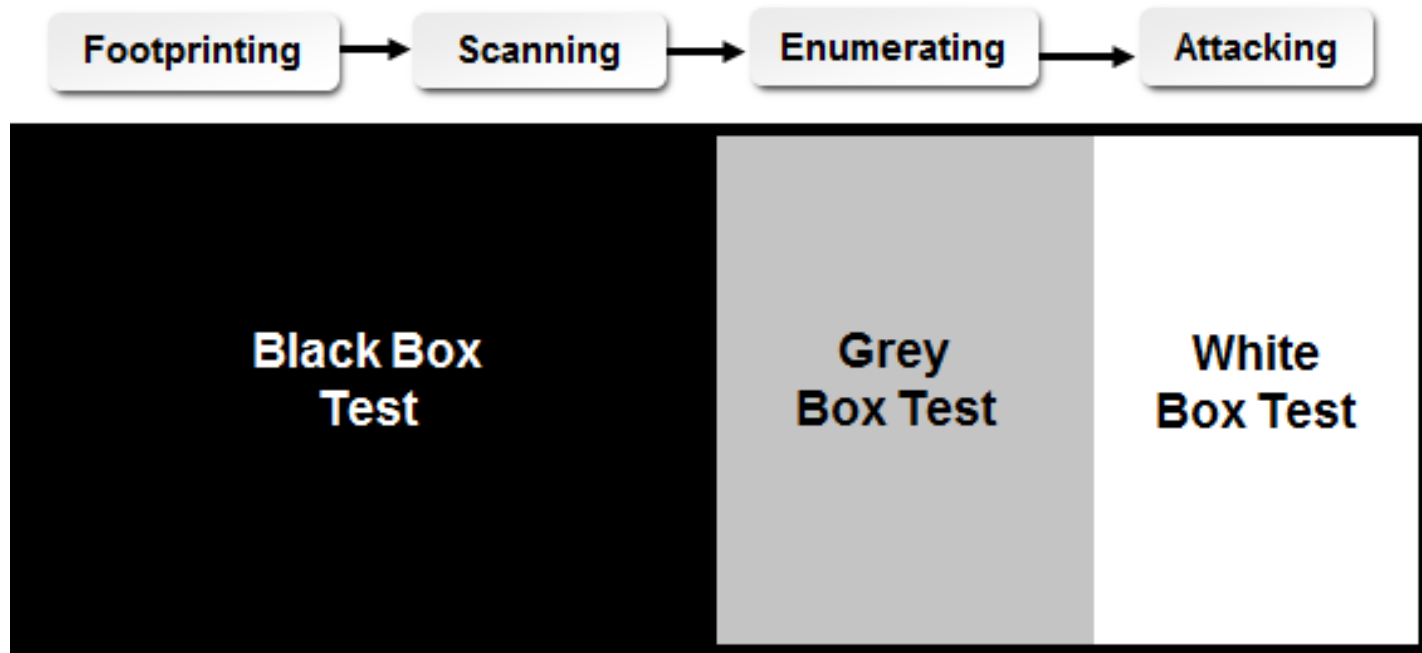 Footprinting
Scanning
Enumerating
Attacking
Black Box
Test
Grey
Box Test
White
Box Test